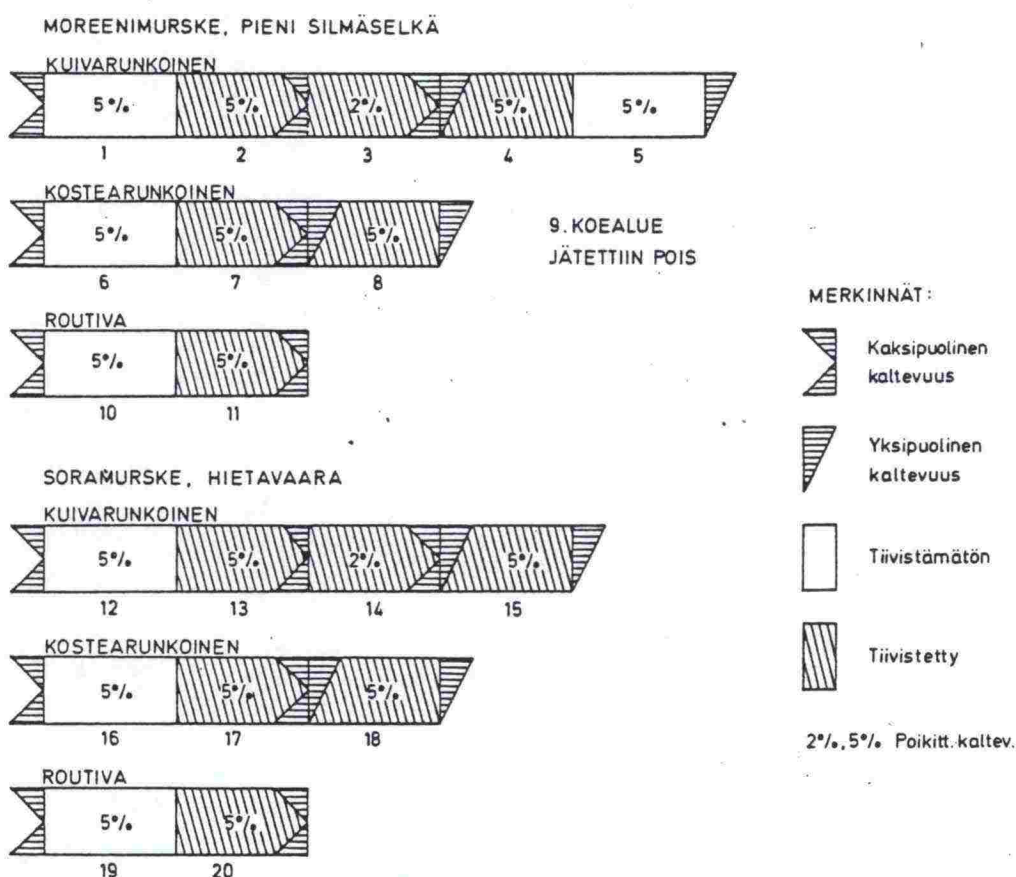 MOREENIMURSKE, PIENI SILMÄSELKÄ
KUIVARUNKOINEN
5% 5% 2% 5% 5%
1 2 3 4 5
KOSTEARUNKOINEN
5% 5% 5%
6 7 8
9. KOEALUE
JÄTETTIIN POIS
ROUTIVA
5% 5%
10 11
SORAMURSKE, HIETAVAARA
KUIVARUNKOINEN
5% 5% 2% 5%
12 13 14 15
KOSTEARUNKOINEN
5% 5% 5%
16 17 18
ROUTIVA
5% 5%
19 20
MERKINNÄT:
Kaksipuolinen
kaltevuus
Yksipuolinen
kaltevuus
Tiivistämätön
Tiivistetty
2%, 5% Poikitt. kaltev.